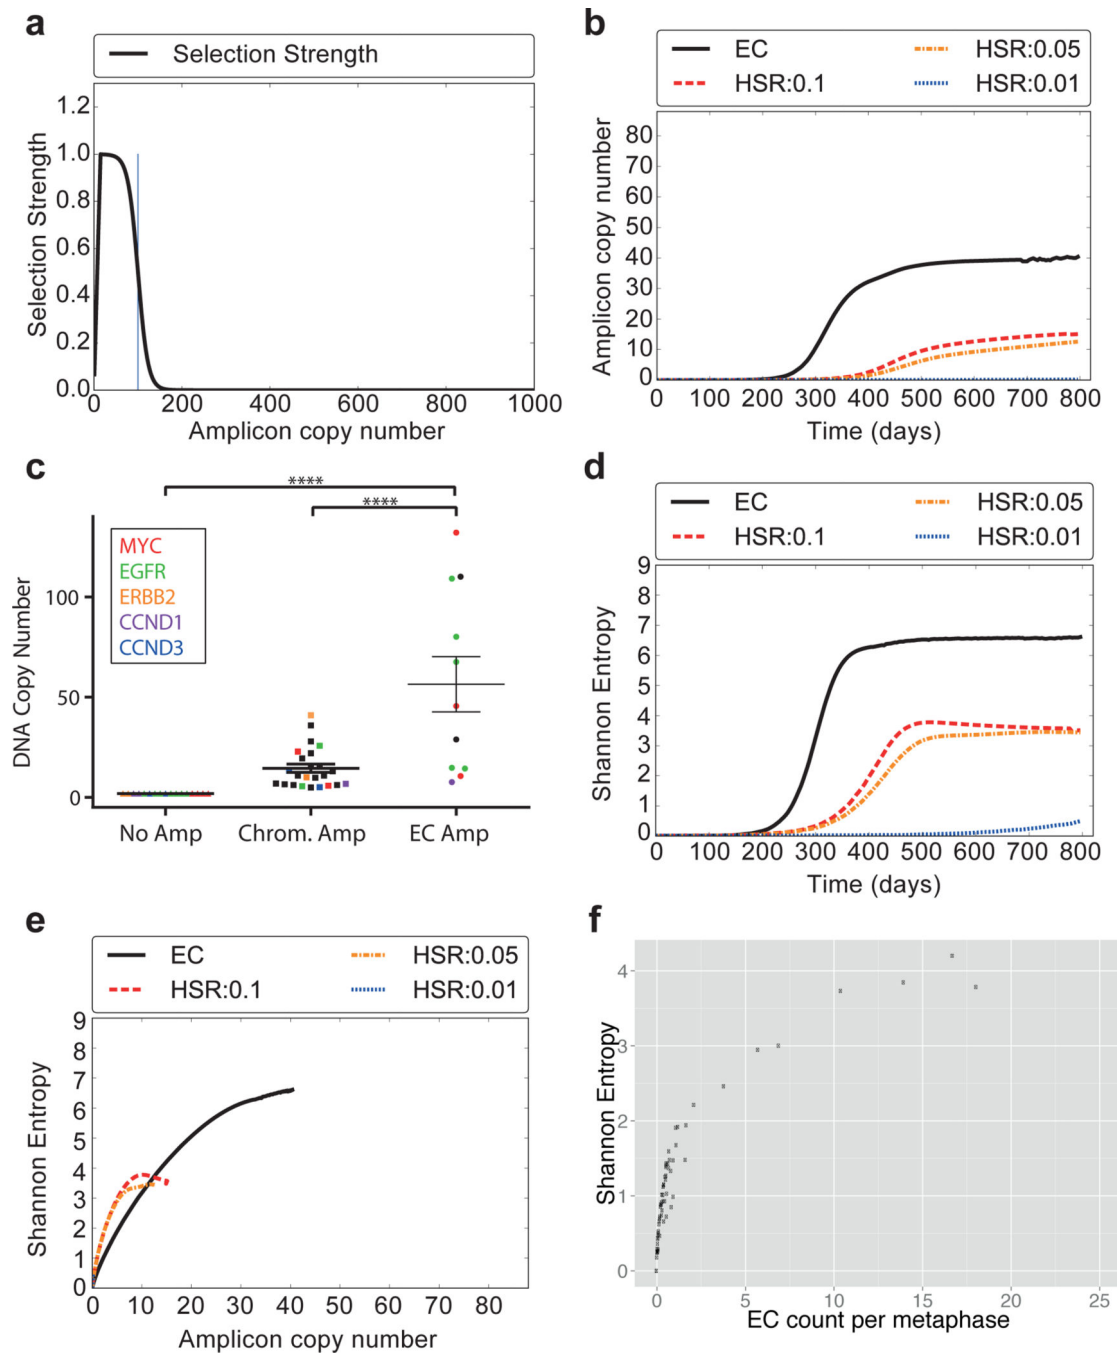 a
Selection Strength
Selection Strength
1.2
1.0
0.8
0.6
0.4
0.2
0.0
0 200 400 600 800 1000
Amplicon copy number
b
EC HSR:0.05
HSR:0.1 HSR:0.01
Amplicon copy number
80
70
60
50
40
30
20
10
0
0 100 200 300 400 500 600 700 800
Time (days)
c
****
****
DNA Copy Number
MYC
EGFR
ERBB2
CCND1
CCND3
100
50
0
No Amp Chrom. Amp EC Amp
d
EC HSR:0.05
HSR:0.1 HSR:0.01
Shannon Entropy
9
8
7
6
5
4
3
2
1
0
0 100 200 300 400 500 600 700 800
Time (days)
e
EC HSR:0.05
HSR:0.1 HSR:0.01
Shannon Entropy
9
8
7
6
5
4
3
2
1
0
0 10 20 30 40 50 60 70 80
Amplicon copy number
f
Shannon Entropy
4
3
2
1
0
0 5 10 15 20 25
EC count per metaphase